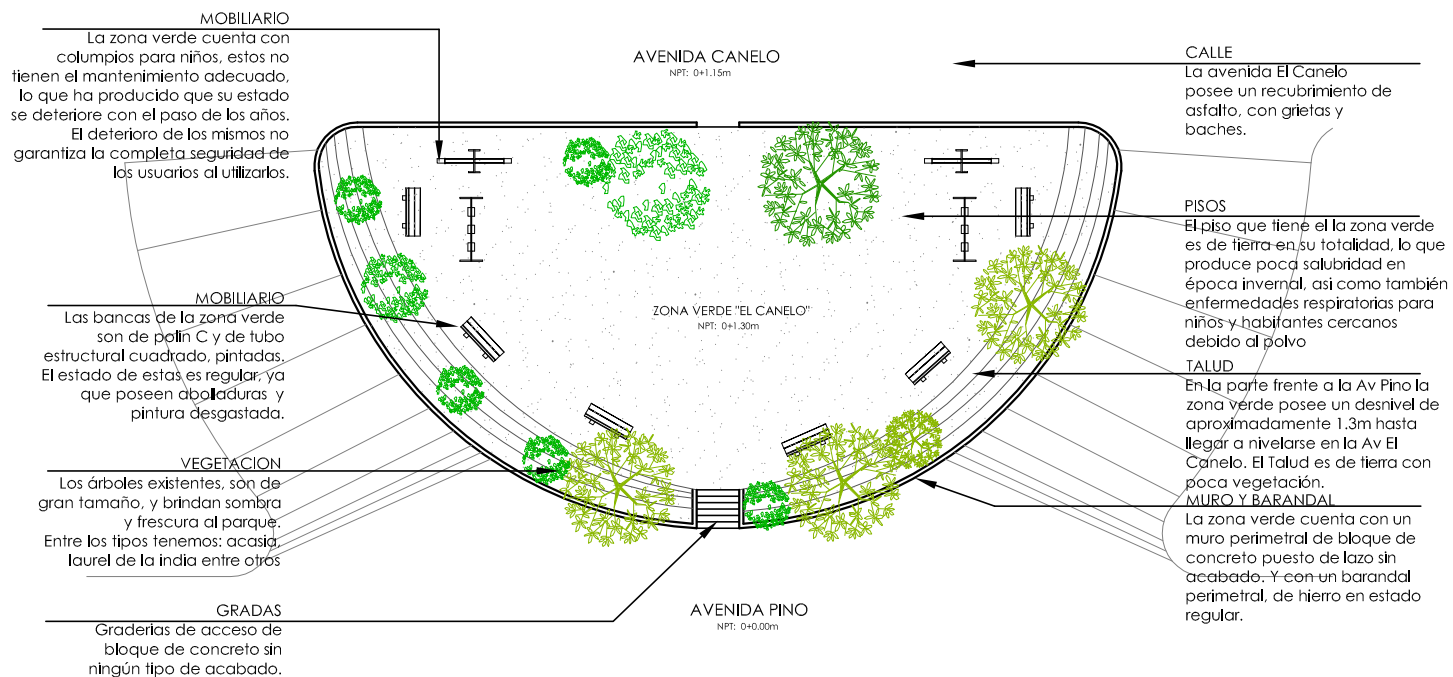 MOBILIARIO
La zona verde cuenta con
columpios para niños, estos no
tienen el mantenimiento adecuado,
lo que ha producido que su estado
se deteriore con el paso de los años.
El deterioro de los mismos no
garantiza la completa seguridad de
los usuarios al utilizarlos.
MOBILIARIO
Las bancas de la zona verde
son de polin C y de tubo
estructural cuadrado, pintadas.
El estado de estas es regular, ya
que poseen abolladuras y
pintura desgastada.
VEGETACION
Los árboles existentes, son de
gran tamaño, y brindan sombra
y frescura al parque.
Entre los tipos tenemos: acasia,
laurel de la india entre otros
GRADAS
Graderias de acceso de
bloque de concreto sin
ningún tipo de acabado.
AVENIDA CANELO
NPT: 0+1.15m
ZONA VERDE "EL CANELO"
NPT: 0+1.30m
AVENIDA PINO
NPT: 0+0.00m
CALLE
La avenida El Canelo
posee un recubrimiento de
asfalto, con grietas y
baches.
PISOS
El piso que tiene el la zona verde
es de tierra en su totalidad, lo que
produce poca salubridad en
época invernal, asi como también
enfermedades respiratorias para
niños y habitantes cercanos
debido al polvo
TALUD
En la parte frente a la Av Pino la
zona verde posee un desnivel de
aproximadamente 1.3m hasta
llegar a nivelarse en la Av El
Canelo. El Talud es de tierra con
poca vegetación.
MURO Y BARANDAL
La zona verde cuenta con un
muro perimetral de bloque de
concreto puesto de lazo sin
acabado. Y con un barandal
perimetral, de hierro en estado
regular.